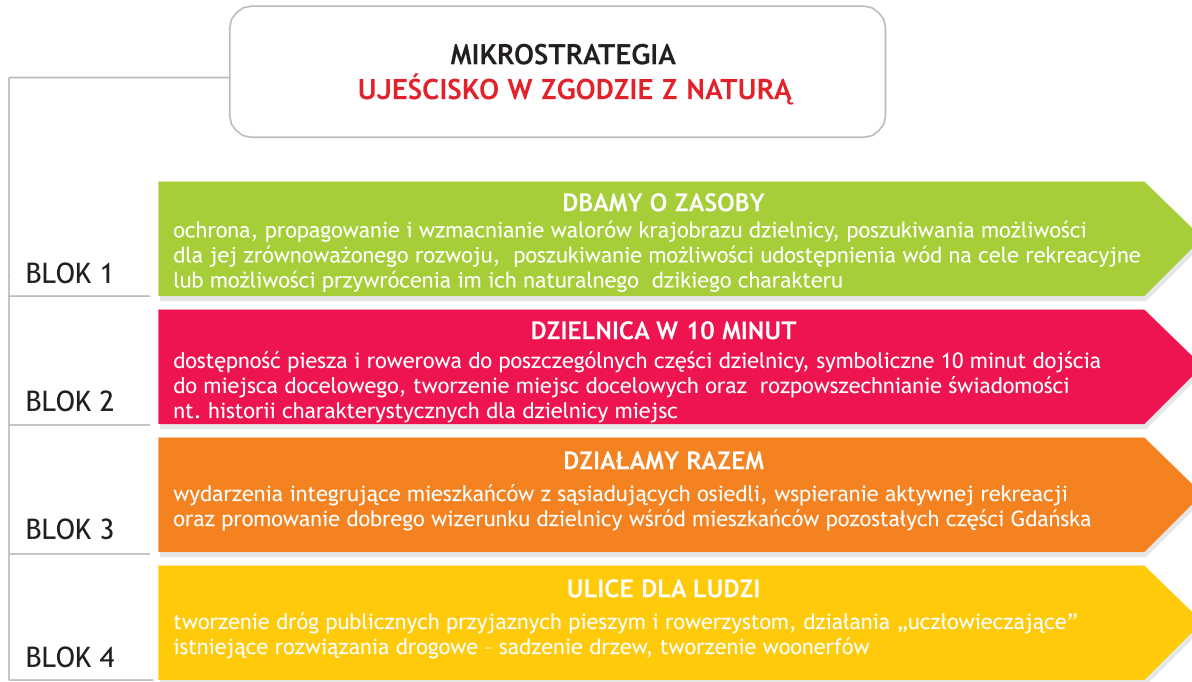 MIKROSTRATEGIA
UJEŚCISKO W ZGODZIE Z NATURĄ
BLOK 1
DBAMY O ZASOBY
ochrona, propagowanie i wzmacnianie walorów krajobrazu dzielnicy, poszukiwania możliwości
dla jej zrównoważonego rozwoju, poszukiwanie możliwości udostępnienia wód na cele rekreacyjne
lub możliwości przywrócenia im ich naturalnego dzikiego charakteru
BLOK 2
DZIELNICA W 10 MINUT
dostępność piesza i rowerowa do poszczególnych części dzielnicy, symboliczne 10 minut dojścia
do miejsca docelowego, tworzenie miejsc docelowych oraz rozpowszechnianie świadomości
nt. historii charakterystycznych dla dzielnicy miejsc
BLOK 3
DZIAŁAMY RAZEM
wydarzenia integrujące mieszkańców z sąsiadujących osiedli, wspieranie aktywnej rekreacji
oraz promowanie dobrego wizerunku dzielnicy wśród mieszkańców pozostałych części Gdańska
BLOK 4
ULICE DLA LUDZI
tworzenie dróg publicznych przyjaznych pieszym i rowerzystom, działania „uczłowieczające”
istniejące rozwiązania drogowe – sadzenie drzew, tworzenie woonerfów